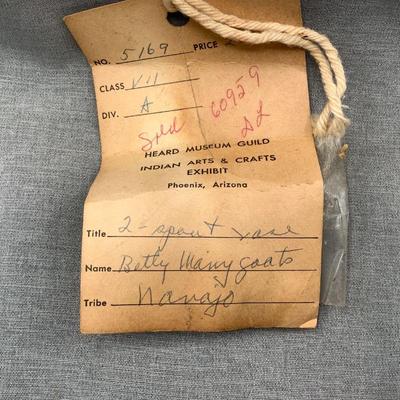 NO. 5169 PRICE
CLASS VII
DIV. A
Sold 60959
HEARD MUSEUM GUILD
INDIAN ARTS & CRAFTS
EXHIBIT
Phoenix, Arizona
Title 2-spout vase
Name Betty Manygoats
Tribe Navajo